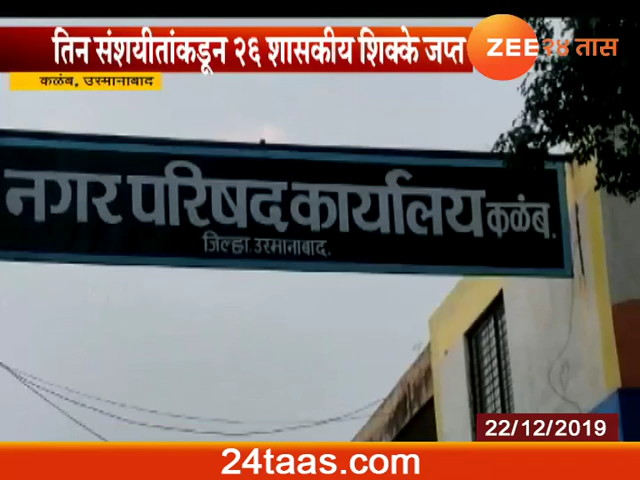 तिन संशयीतांकडून २६ शासकीय शिक्के जप्त
ZEE २४ तास
कळंब, उस्मानाबाद
नगर परिषद कार्यालय कळंब.
जिल्हा. उस्मानाबाद.
22/12/2019
24taas.com